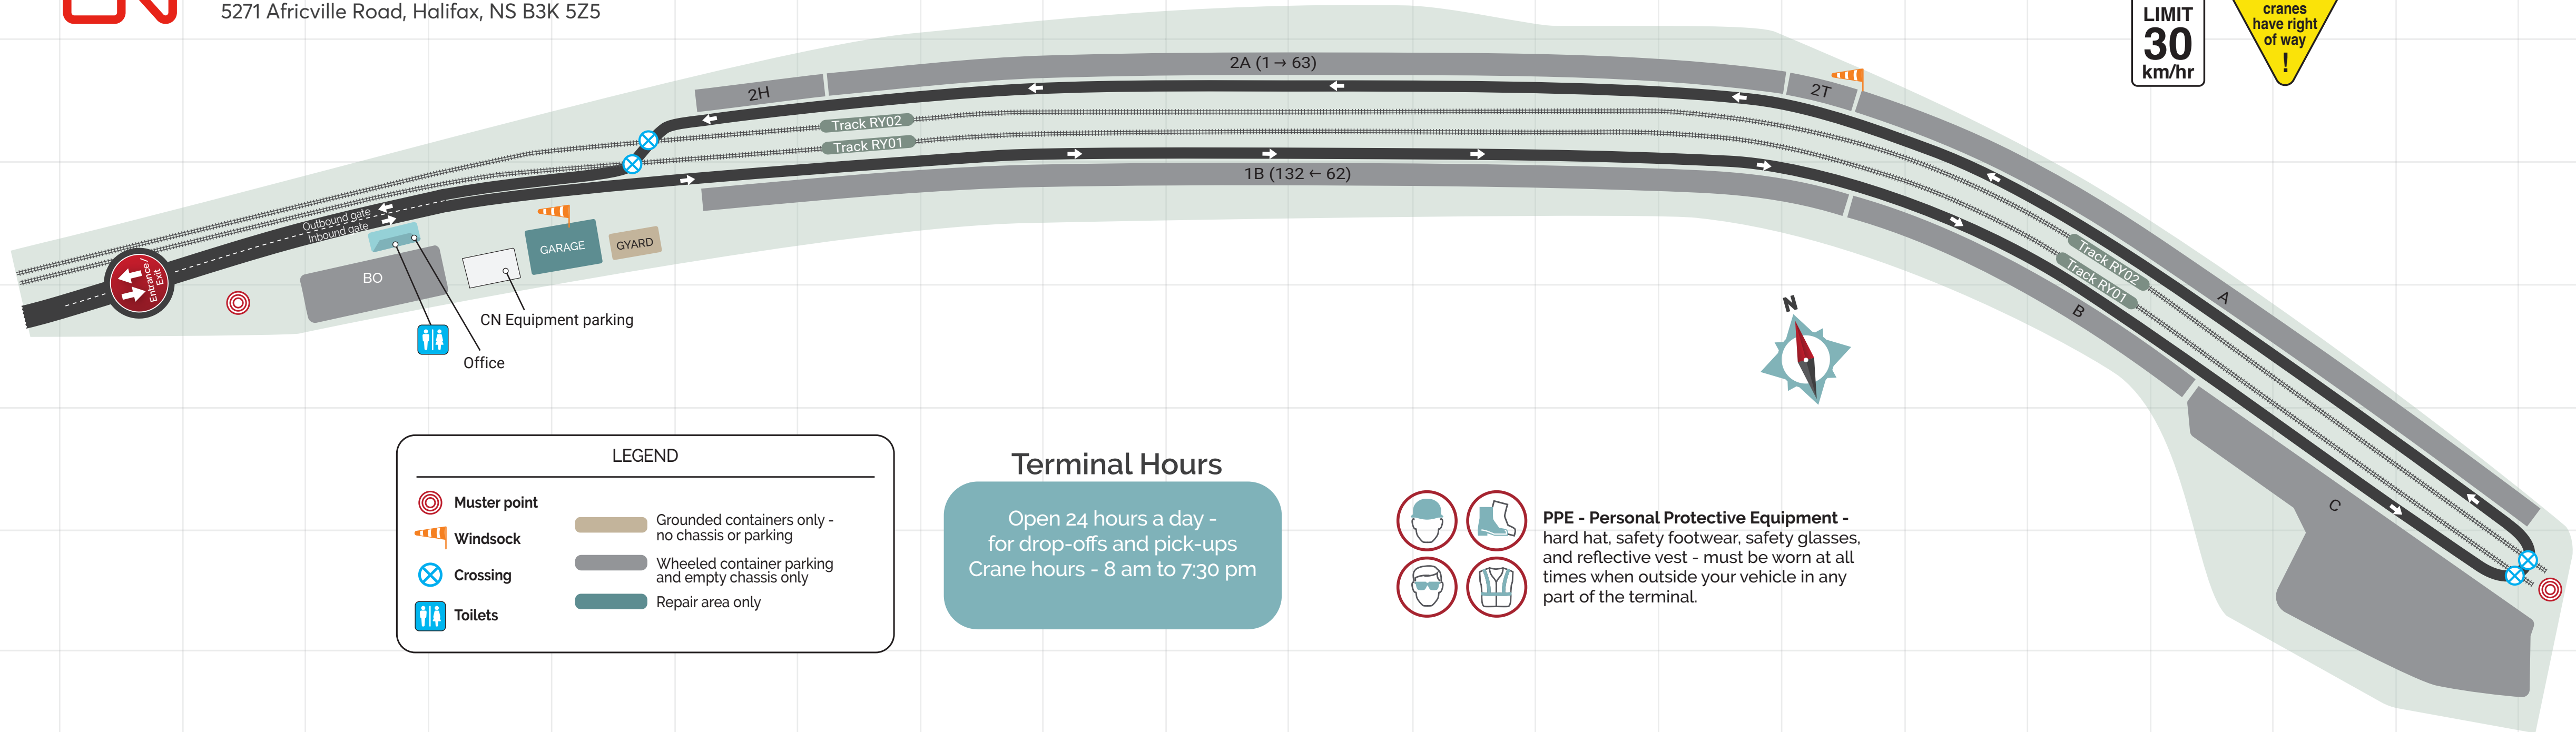 CN
5271 Africville Road, Halifax, NS B3K 5Z5
LIMIT
30
km/hr
cranes
have right
of way
!
2H
2A (1 → 63)
2T
Track RY02
Track RY01
1B (132 ← 62)
Outbound gate
Inbound gate
Entrance /
Exit
BO
GARAGE
GYARD
CN Equipment parking
Office
Track RY02
Track RY01
A
B
C
N
LEGEND
Muster point
Windsock
Crossing
Toilets
Grounded containers only -
no chassis or parking
Wheeled container parking
and empty chassis only
Repair area only
Terminal Hours
Open 24 hours a day -
for drop-offs and pick-ups
Crane hours - 8 am to 7:30 pm
PPE - Personal Protective Equipment -
hard hat, safety footwear, safety glasses,
and reflective vest - must be worn at all
times when outside your vehicle in any
part of the terminal.